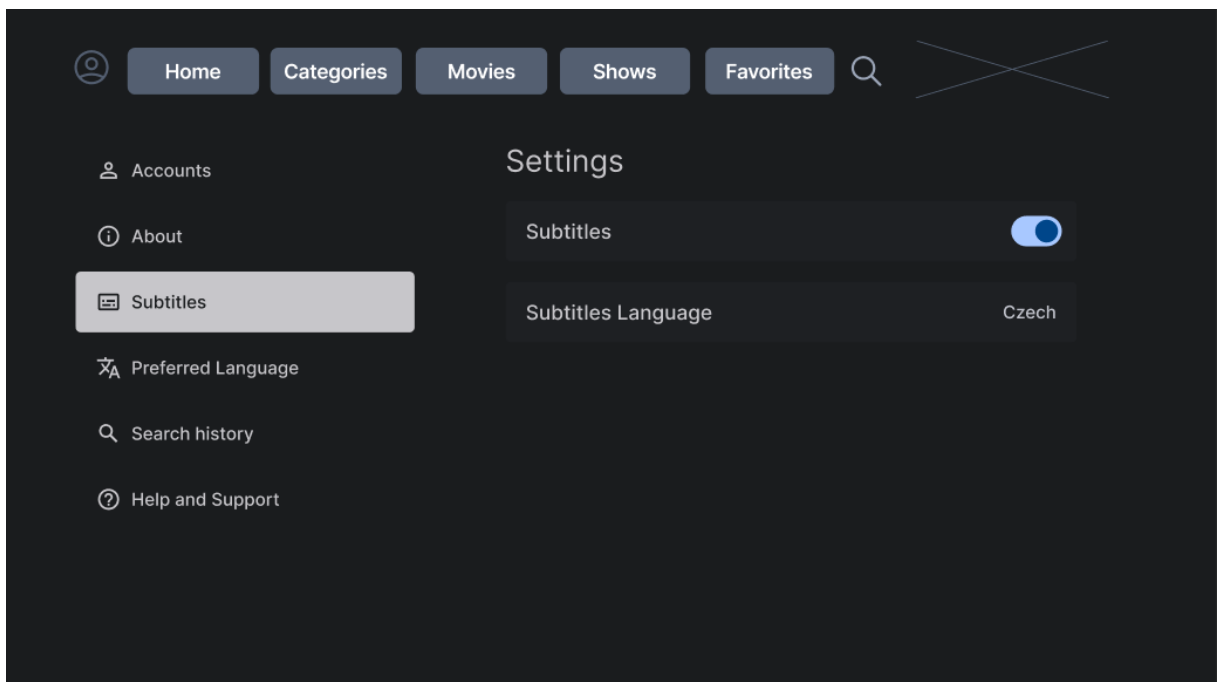 Home Categories Movies Shows Favorites
Accounts
About
Subtitles
Preferred Language
Search history
Help and Support
Settings
Subtitles
Subtitles Language Czech